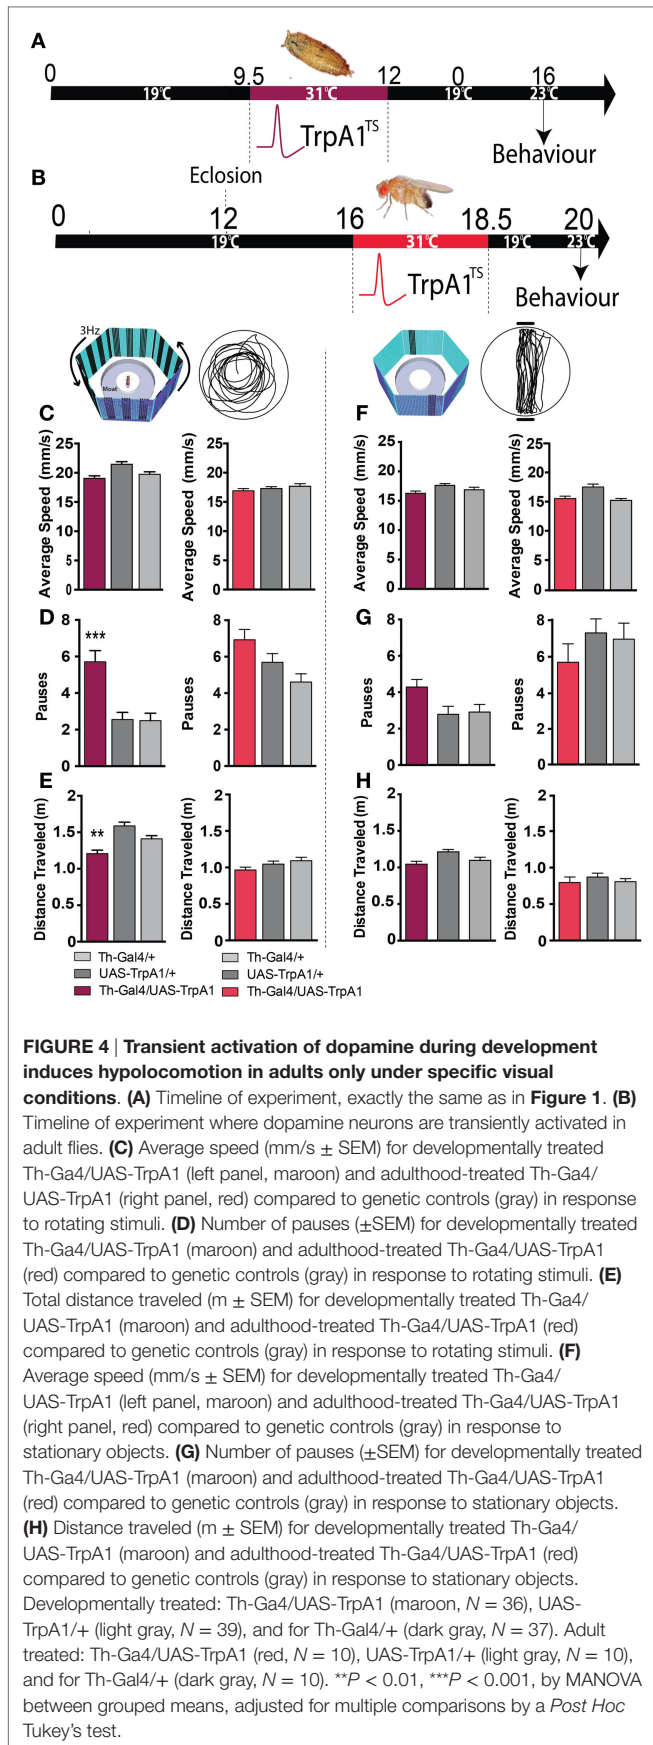 A
0
9.5
12
0
16
19°C
31°C
19°C
23°C
TrpA1TS
Behaviour
B
Eclosion
0
12
16
18.5
20
19°C
31°C
19°C
23°C
TrpA1TS
Behaviour
3Hz
Moat
C
Average Speed (mm/s)
25
20
15
10
5
0
Average Speed (mm/s)
25
20
15
10
5
0
F
Average Speed (mm/s)
25
20
15
10
5
0
Average Speed (mm/s)
25
20
15
10
5
0
D
Pauses
8
6
4
2
0
***
8
6
4
2
0
G
Pauses
8
6
4
2
0
Pauses
8
6
4
2
0
E
Distance Traveled (m)
2
1.5
1.0
0.5
0
**
Distance Traveled (m)
2
1.5
1.0
0.5
0
H
Distance Traveled (m)
2
1.5
1.0
0.5
0
Distance Traveled (m)
2
1.5
1.0
0.5
0
Th-Gal4/+
UAS-TrpA1/+
Th-Gal4/UAS-TrpA1
Th-Gal4/+
UAS-TrpA1/+
Th-Gal4/UAS-TrpA1
FIGURE 4 | Transient activation of dopamine during development
induces hypolocomotion in adults only under specific visual
conditions. (A) Timeline of experiment, exactly the same as in Figure 1. (B)
Timeline of experiment where dopamine neurons are transiently activated in
adult flies. (C) Average speed (mm/s ± SEM) for developmentally treated
Th-Ga4/UAS-TrpA1 (left panel, maroon) and adulthood-treated Th-Ga4/
UAS-TrpA1 (right panel, red) compared to genetic controls (gray) in response
to rotating stimuli. (D) Number of pauses (±SEM) for developmentally treated
Th-Ga4/UAS-TrpA1 (maroon) and adulthood-treated Th-Ga4/UAS-TrpA1
(red) compared to genetic controls (gray) in response to rotating stimuli. (E)
Total distance traveled (m ± SEM) for developmentally treated Th-Ga4/
UAS-TrpA1 (maroon) and adulthood-treated Th-Ga4/UAS-TrpA1 (red)
compared to genetic controls (gray) in response to rotating stimuli. (F)
Average speed (mm/s ± SEM) for developmentally treated Th-Ga4/
UAS-TrpA1 (left panel, maroon) and adulthood-treated Th-Ga4/UAS-TrpA1
(right panel, red) compared to genetic controls (gray) in response to
stationary objects. (G) Number of pauses (±SEM) for developmentally treated
Th-Ga4/UAS-TrpA1 (maroon) and adulthood-treated Th-Ga4/UAS-TrpA1
(red) compared to genetic controls (gray) in response to stationary objects.
(H) Distance traveled (m ± SEM) for developmentally treated Th-Ga4/
UAS-TrpA1 (maroon) and adulthood-treated Th-Ga4/UAS-TrpA1 (red)
compared to genetic controls (gray) in response to stationary objects.
Developmentally treated: Th-Ga4/UAS-TrpA1 (maroon, N = 36), UAS-
TrpA1/+ (light gray, N = 39), and for Th-Gal4/+ (dark gray, N = 37). Adult
treated: Th-Ga4/UAS-TrpA1 (red, N = 10), UAS-TrpA1/+ (light gray, N = 10),
and for Th-Gal4/+ (dark gray, N = 10). **P < 0.01, ***P < 0.001, by MANOVA
between grouped means, adjusted for multiple comparisons by a Post Hoc
Tukey's test.